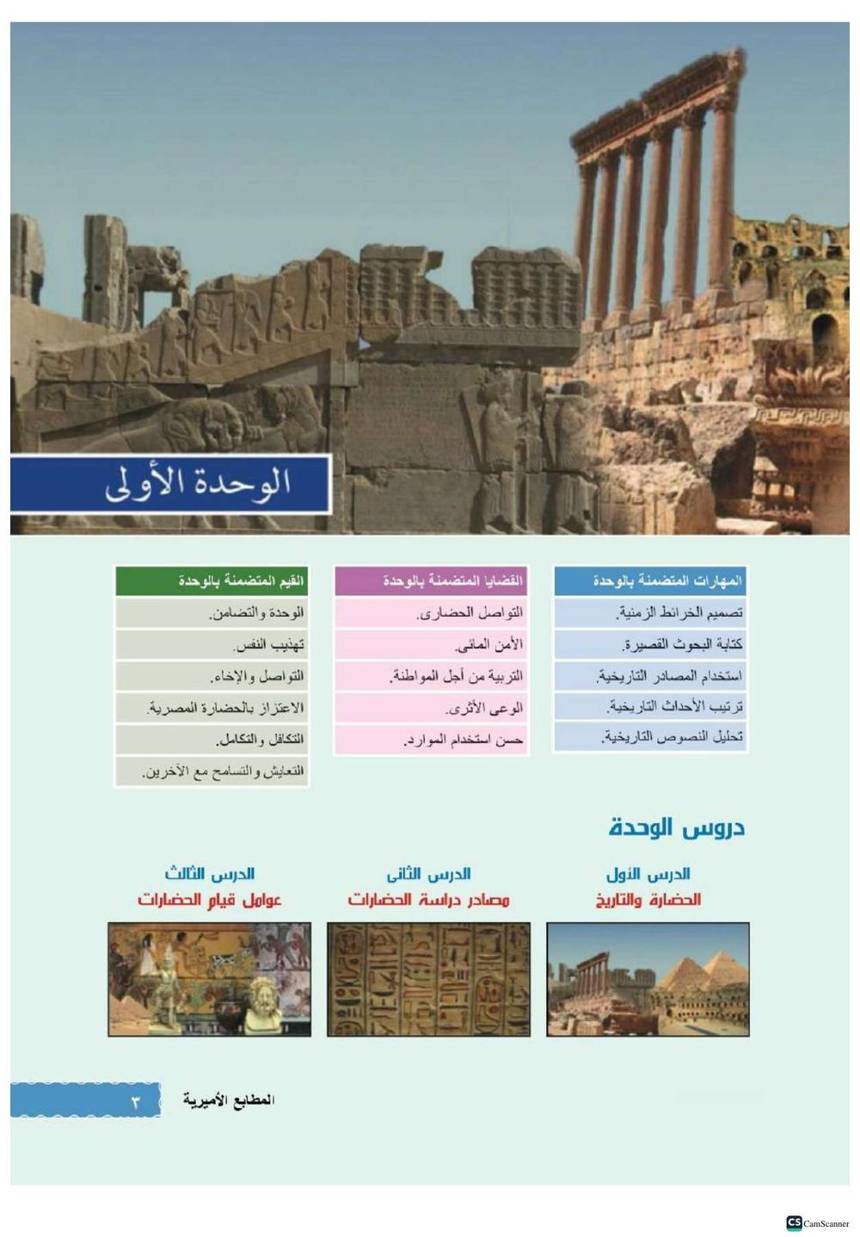 الوحدة الأولى
المهارات المتضمنة بالوحدة
تصميم الخرائط الزمنية.
كتابة البحوث القصيرة.
استخدام المصادر التاريخية.
ترتيب الأحداث التاريخية.
تحليل النصوص التاريخية.
القضايا المتضمنة بالوحدة
التواصل الحضارى.
الأمن المائى.
التربية من أجل المواطنة.
الوعى الأثرى.
حسن استخدام الموارد.
القيم المتضمنة بالوحدة
الوحدة والتضامن.
تهذيب النفس.
التواصل والإخاء.
الاعتزاز بالحضارة المصرية.
التكافل والتكامل.
التعايش والتسامح مع الآخرين.
دروس الوحدة
الدرس الأول
الحضارة والتاريخ
الدرس الثانى
مصادر دراسة الحضارات
الدرس الثالث
عوامل قيام الحضارات
المطابع الأميرية
٣
CS CamScanner